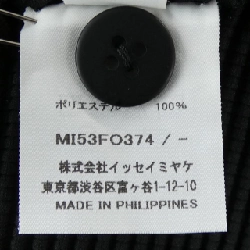 ポリエステル 100%
MI53FO374 / -
株式会社イッセイミヤケ
東京都渋谷区富ヶ谷1-12-10
MADE IN PHILIPPINES